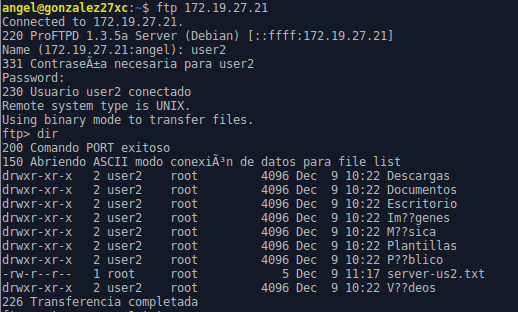 angel@gonzalez27xc:~$ ftp 172.19.27.21
Connected to 172.19.27.21.
220 ProFTPD 1.3.5a Server (Debian) [::ffff:172.19.27.21]
Name (172.19.27.21:angel): user2
331 ContraseÃ±a necesaria para user2
Password:
230 Usuario user2 conectado
Remote system type is UNIX.
Using binary mode to transfer files.
ftp> dir
200 Comando PORT exitoso
150 Abriendo ASCII modo conexiÃ³n de datos para file list
drwxr-xr-x   2 user2    root         4096 Dec  9 10:22 Descargas
drwxr-xr-x   2 user2    root         4096 Dec  9 10:22 Documentos
drwxr-xr-x   2 user2    root         4096 Dec  9 10:22 Escritorio
drwxr-xr-x   2 user2    root         4096 Dec  9 10:22 Im??genes
drwxr-xr-x   2 user2    root         4096 Dec  9 10:22 M??sica
drwxr-xr-x   2 user2    root         4096 Dec  9 10:22 Plantillas
drwxr-xr-x   2 user2    root         4096 Dec  9 10:22 P??blico
-rw-r--r--   1 root     root            5 Dec  9 11:17 server-us2.txt
drwxr-xr-x   2 user2    root         4096 Dec  9 10:22 V??deos
226 Transferencia completada